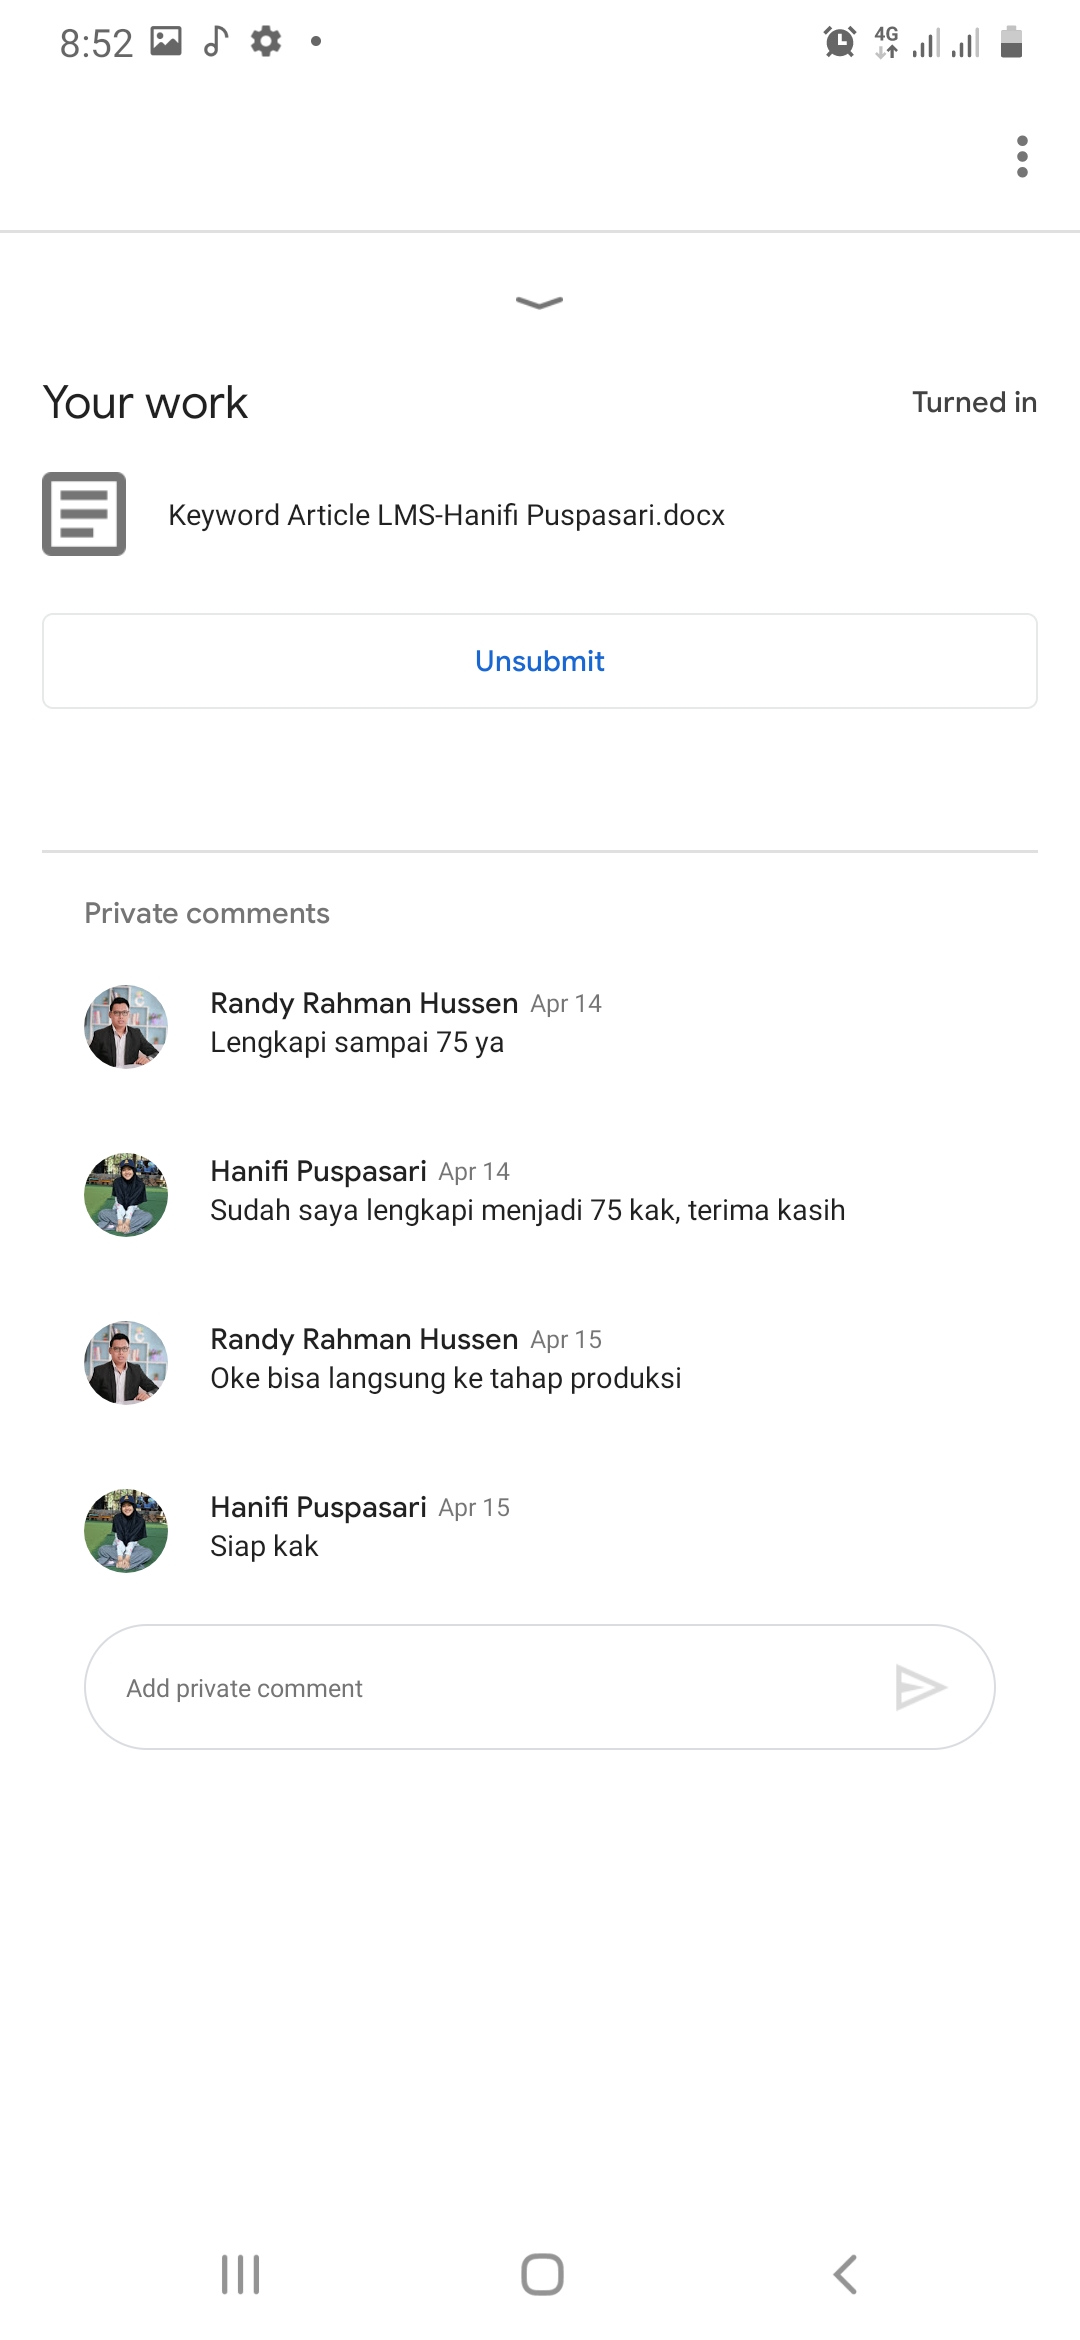 8:52
4G
Your work
Turned in
Keyword Article LMS-Hanifi Puspasari.docx
Unsubmit
Private comments
Randy Rahman Hussen Apr 14
Lengkapi sampai 75 ya
Hanifi Puspasari Apr 14
Sudah saya lengkapi menjadi 75 kak, terima kasih
Randy Rahman Hussen Apr 15
Oke bisa langsung ke tahap produksi
Hanifi Puspasari Apr 15
Siap kak
Add private comment